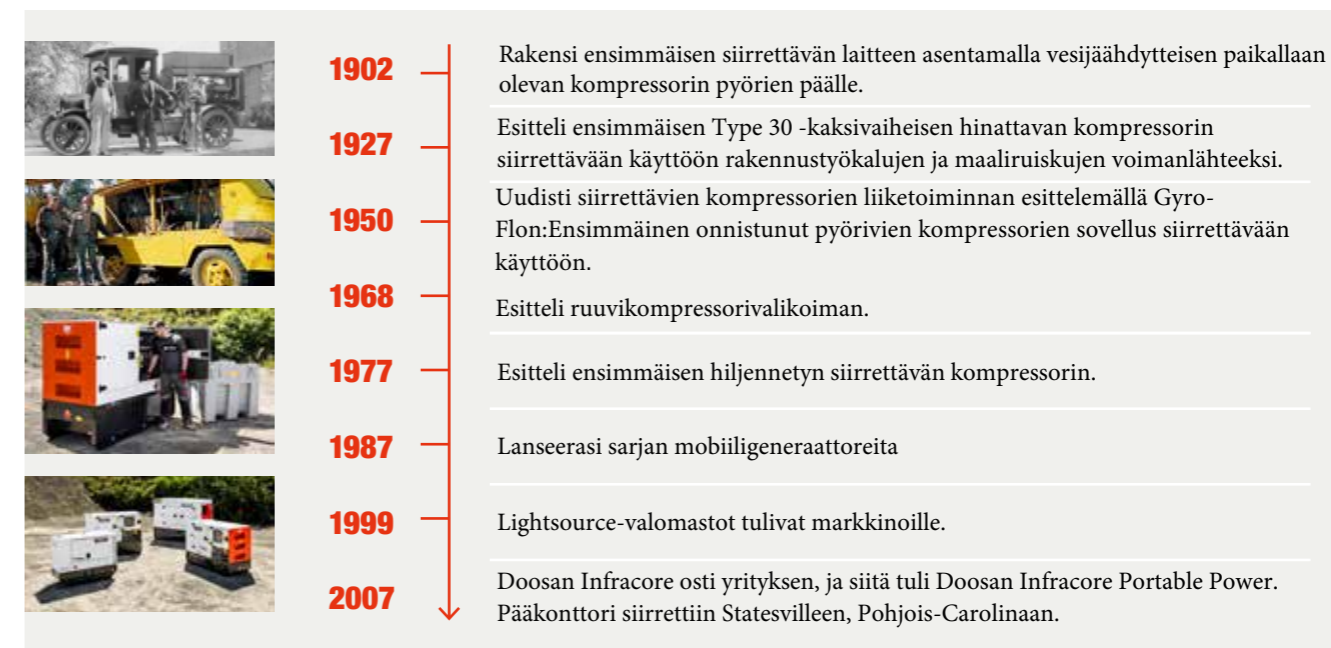 1902
Rakensi ensimmäisen siirrettävän laitteen asentamalla vesijäähdytteisen paikallaan
olevan kompressorin pyörien päälle.
1927
Esitteli ensimmäisen Type 30 -kaksivaiheisen hinattavan kompressorin
siirrettävään käyttöön rakennustyökalujen ja maaliruiskujen voimanlähteeksi.
1950
Uudisti siirrettävien kompressorien liiketoiminnan esittelemällä Gyro-
Flon:Ensimmäinen onnistunut pyörivien kompressorien sovellus siirrettävään
käyttöön.
1968
Esitteli ruuvikompressorivalikoiman.
1977
Esitteli ensimmäisen hiljennetyn siirrettävän kompressorin.
1987
Lanseerasi sarjan mobiiligeneraattoreita
1999
Lightsource-valomastot tulivat markkinoille.
2007
Doosan Infracore osti yrityksen, ja siitä tuli Doosan Infracore Portable Power.
Pääkonttori siirrettiin Statesvilleen, Pohjois-Carolinaan.